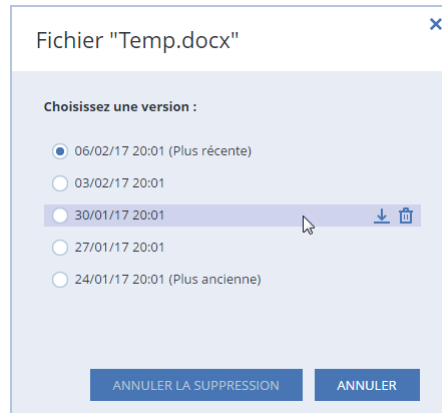 Fichier "Temp.docx"
Choisissez une version :
06/02/17 20:01 (Plus récente)
03/02/17 20:01
30/01/17 20:01
27/01/17 20:01
24/01/17 20:01 (Plus ancienne)
ANNULER LA SUPPRESSION ANNULER